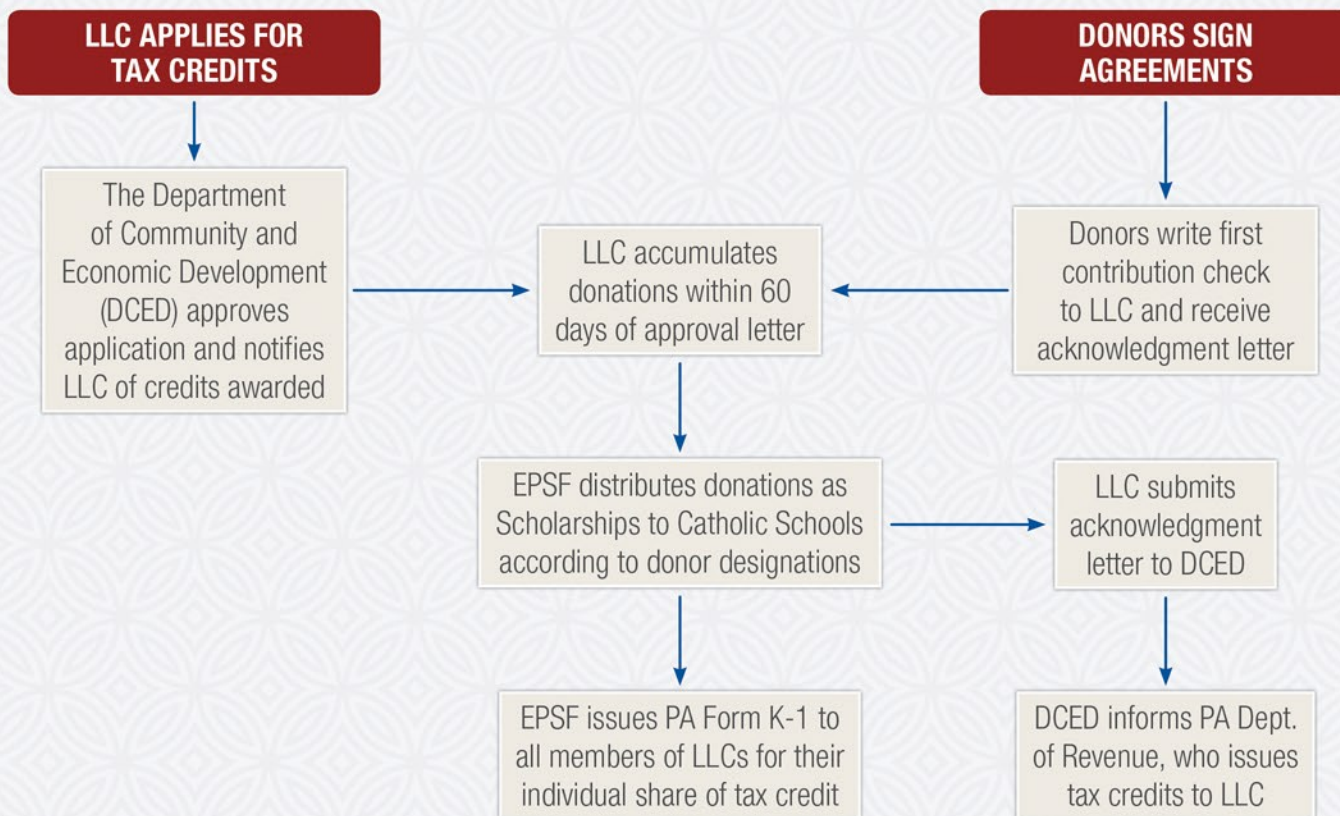 LLC APPLIES FOR
TAX CREDITS
DONORS SIGN
AGREEMENTS
The Department
of Community and
Economic Development
(DCED) approves
application and notifies
LLC of credits awarded
LLC accumulates
donations within 60
days of approval letter
Donors write first
contribution check
to LLC and receive
acknowledgment letter
EPSF distributes donations as
Scholarships to Catholic Schools
according to donor designations
LLC submits
acknowledgment
letter to DCED
EPSF issues PA Form K-1 to
all members of LLCs for their
individual share of tax credit
DCED informs PA Dept.
of Revenue, who issues
tax credits to LLC